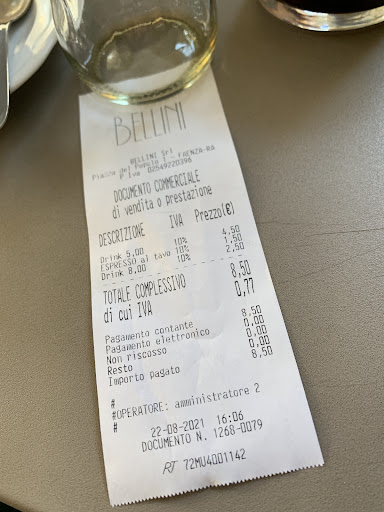 BELLINI
BELLINI Srl
Piazza del Popolo 1 - FAENZA-RA
P Iva 02549220398
DOCUMENTO COMMERCIALE
di vendita o prestazione
DESCRIZIONE IVA Prezzo(€)
Drink 5,00 10% 4,50
ESPRESSO al tavo 10% 1,50
Drink 8,00 10% 2,50
TOTALE COMPLESSIVO 8,50
di cui IVA 0,77
Pagamento contante 8,50
Pagamento elettronico 0,00
Non riscosso 0,00
Resto 0,00
Importo pagato 8,50
#
#OPERATORE: amministratore 2
#
22-08-2021 16:06
DOCUMENTO N. 1268-0079
RT 72MU4001142